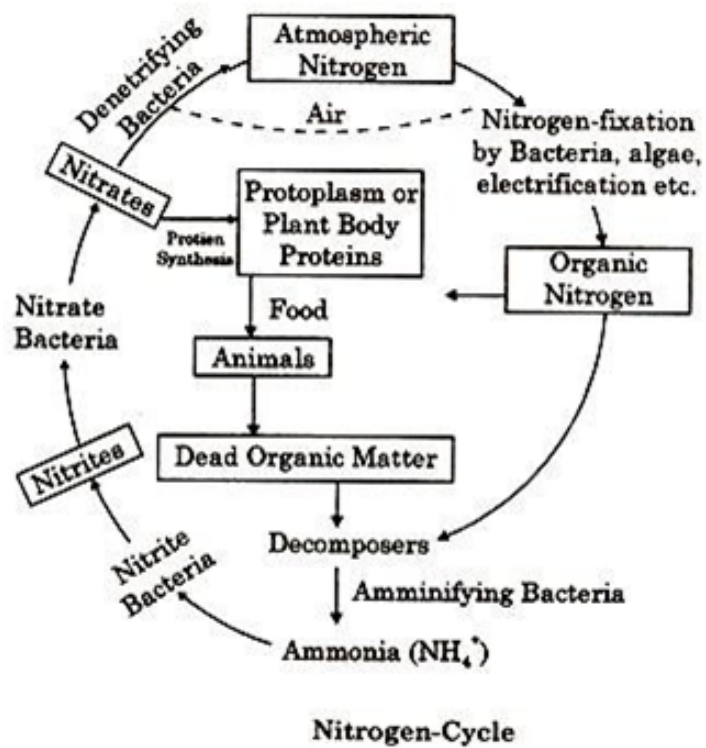 Atmospheric
Nitrogen
Denetrifying
Bacteria
Air
Nitrogen-fixation
by Bacteria, algae,
electrification etc.
Nitrates
Protien
Synthesis
Protoplasm or
Plant Body
Proteins
Organic
Nitrogen
Food
Nitrate
Bacteria
Animals
Nitrites
Dead Organic Matter
Decomposers
Nitrite
Bacteria
Amminifying Bacteria
Ammonia (NH₄⁺)
Nitrogen-Cycle